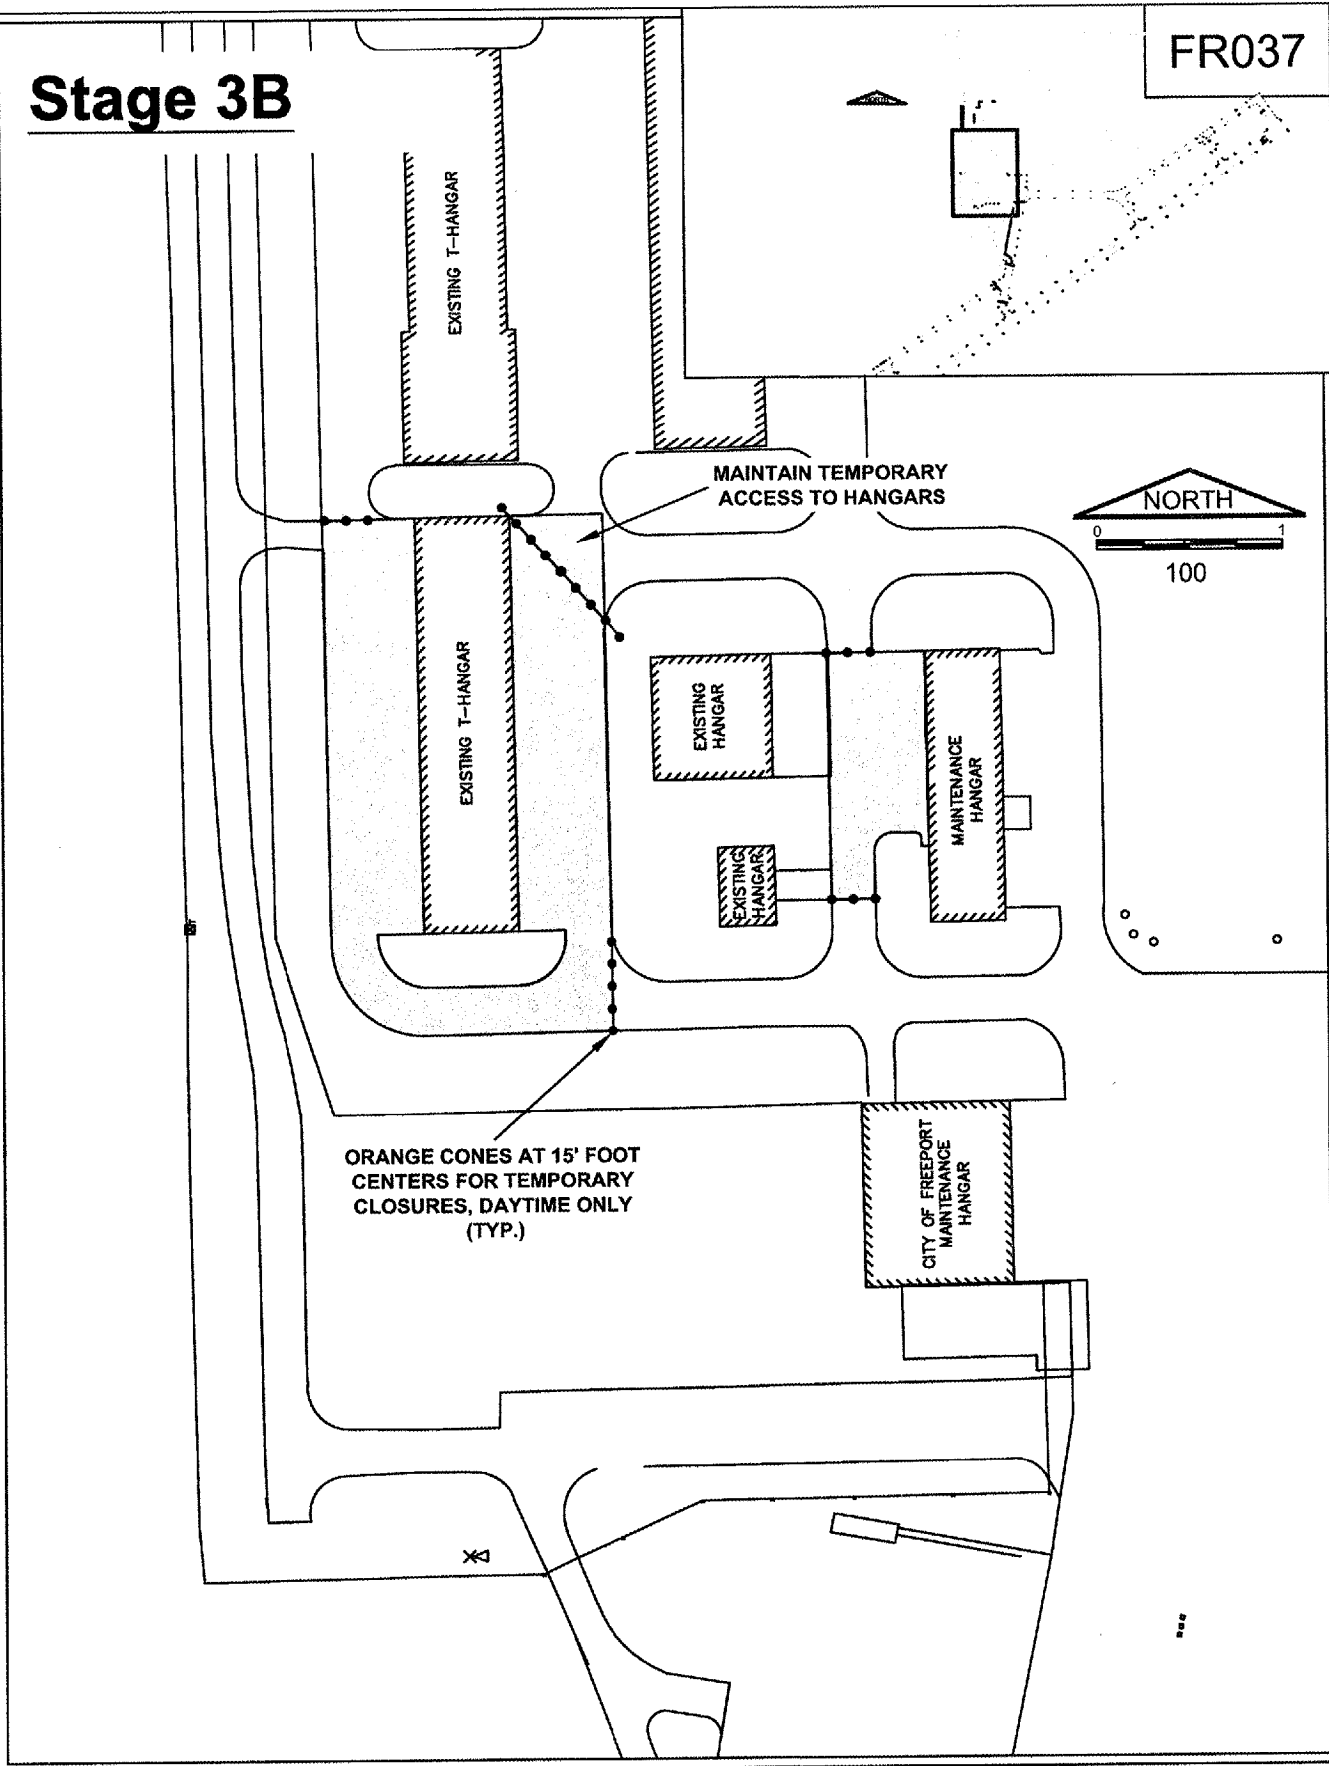 Stage 3B
FR037
EXISTING T-HANGAR
MAINTAIN TEMPORARY
ACCESS TO HANGARS
NORTH
0 1
100
EXISTING T-HANGAR
EXISTING
HANGAR
MAINTENANCE
HANGAR
EXISTING
HANGAR
ORANGE CONES AT 15' FOOT
CENTERS FOR TEMPORARY
CLOSURES, DAYTIME ONLY
(TYP.)
CITY OF FREEPORT
MAINTENANCE
HANGAR